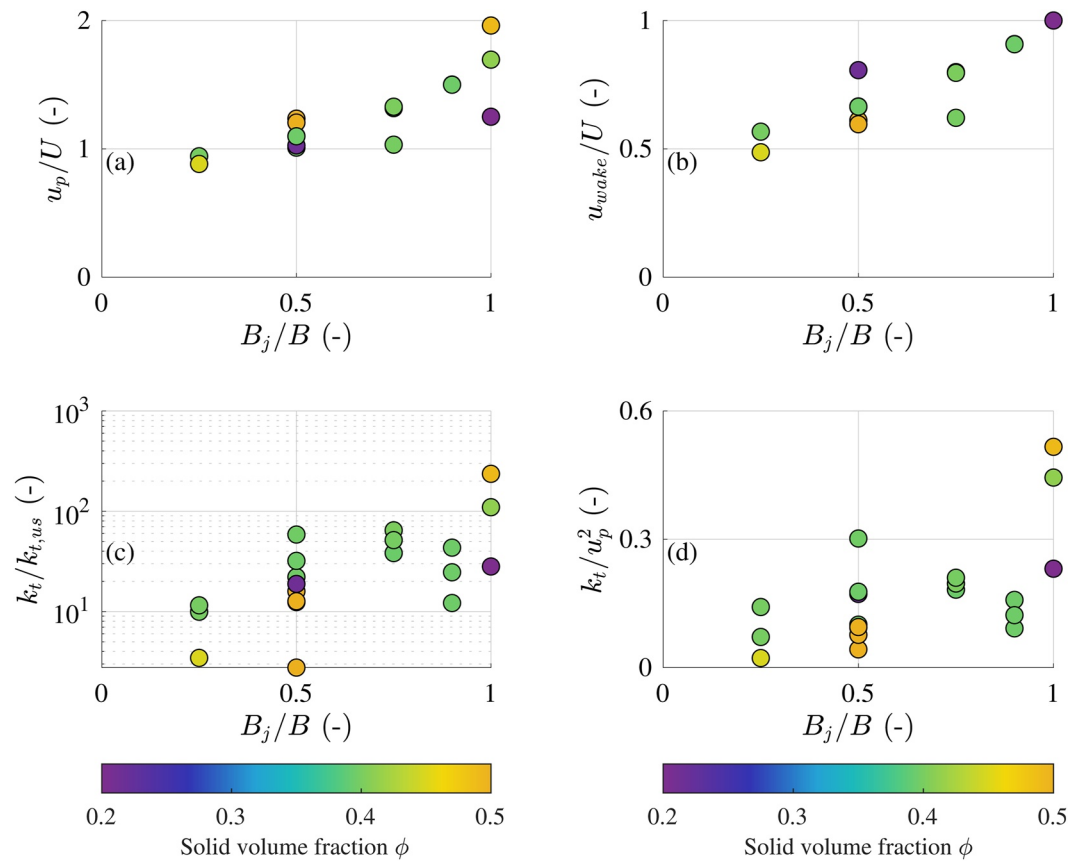 2
1
0
u_p/U (-)
(a)
0 0.5 1
B_j/B (-)
1
0.5
0
u_{wake}/U (-)
(b)
0 0.5 1
B_j/B (-)
10^3
10^2
10^1
k_t/k_{t,us} (-)
(c)
0 0.5 1
B_j/B (-)
0.6
0.3
0
k_t/u_p^2 (-)
(d)
0 0.5 1
B_j/B (-)
0.2 0.3 0.4 0.5
Solid volume fraction ϕ
0.2 0.3 0.4 0.5
Solid volume fraction ϕ